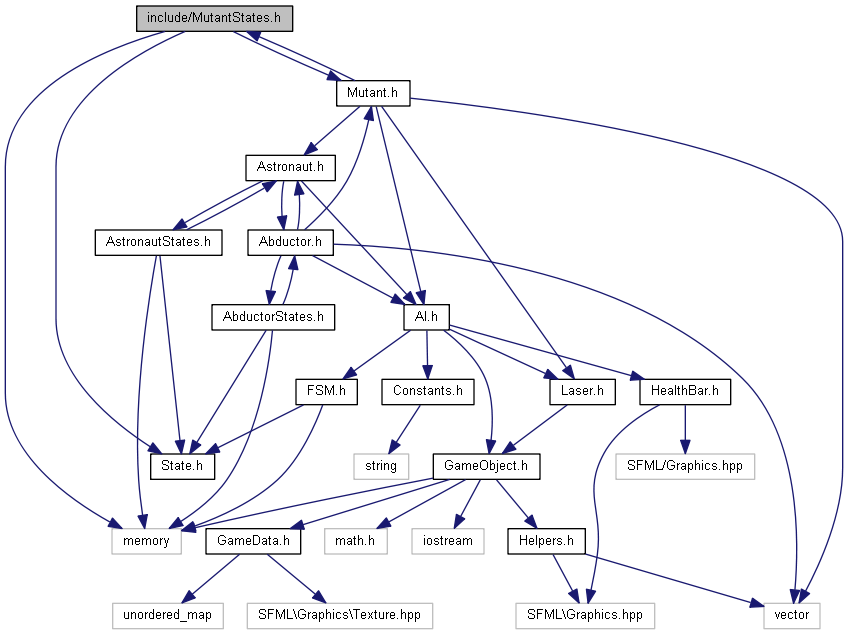 include/MutantStates.h
Mutant.h
Astronaut.h
AstronautStates.h
Abductor.h
AbductorStates.h
AI.h
FSM.h
Constants.h
Laser.h
HealthBar.h
State.h
string
GameObject.h
SFML/Graphics.hpp
memory
GameData.h
math.h
iostream
Helpers.h
unordered_map
SFML\Graphics\Texture.hpp
SFML\Graphics.hpp
vector